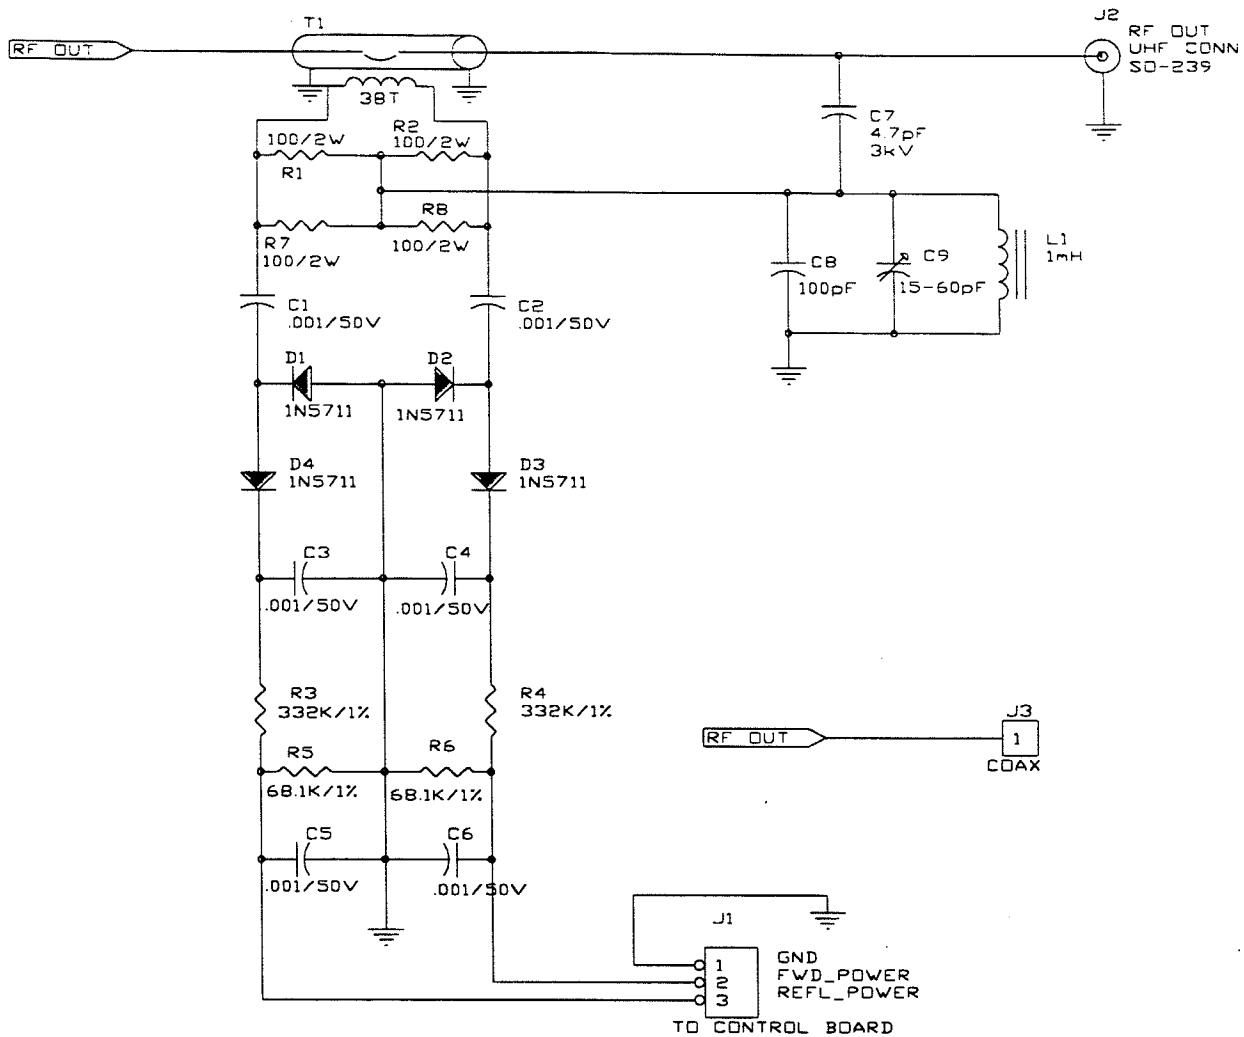 T1
J2
RF OUT
RF OUT
UHF CONN
SO-239
38T
C7
4.7pF
3kV
R2
100/2W
100/2W
R1
R8
R7
100/2W
100/2W
L1
1mH
C8
100pF
C9
15-60pF
C1
.001/50V
C2
.001/50V
D1
1N5711
D2
1N5711
D4
1N5711
D3
1N5711
C3
.001/50V
C4
.001/50V
R3
332K/1%
R4
332K/1%
RF OUT
J3
1
COAX
R5
68.1K/1%
R6
68.1K/1%
C5
.001/50V
C6
.001/50V
J1
1
GND
2
FWD_POWER
3
REFL_POWER
TO CONTROL BOARD